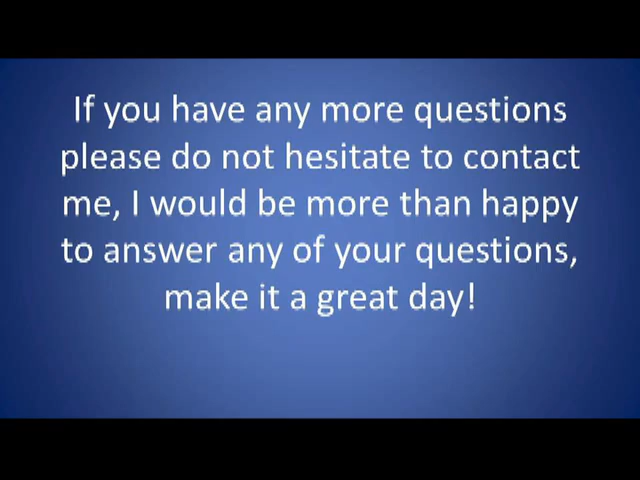 If you have any more questions
please do not hesitate to contact
me, I would be more than happy
to answer any of your questions,
make it a great day!